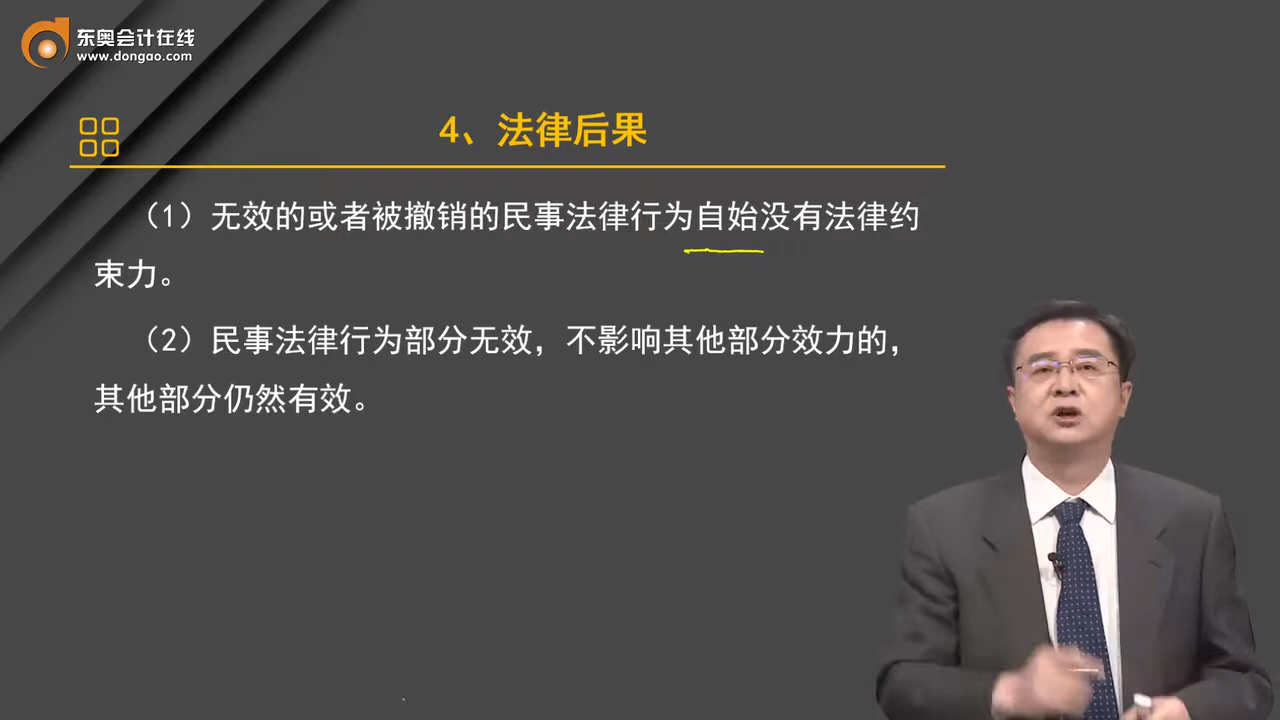 东奥会计在线
www.dongao.com
4、法律后果
（1）无效的或者被撤销的民事法律行为自始没有法律约
束力。
（2）民事法律行为部分无效，不影响其他部分效力的，
其他部分仍然有效。